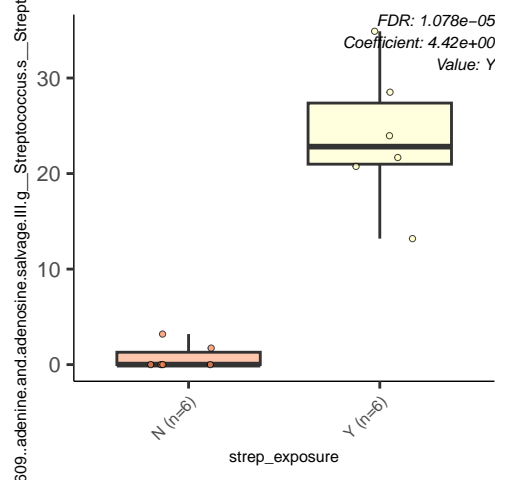 609..adenine.and.adenosine.salvage.III.g__Streptococcus.s__Strept
FDR: 1.078e−05
Coefficient: 4.42e+00
Value: Y
30
20
10
0
N (n=6)
Y (n=6)
strep_exposure